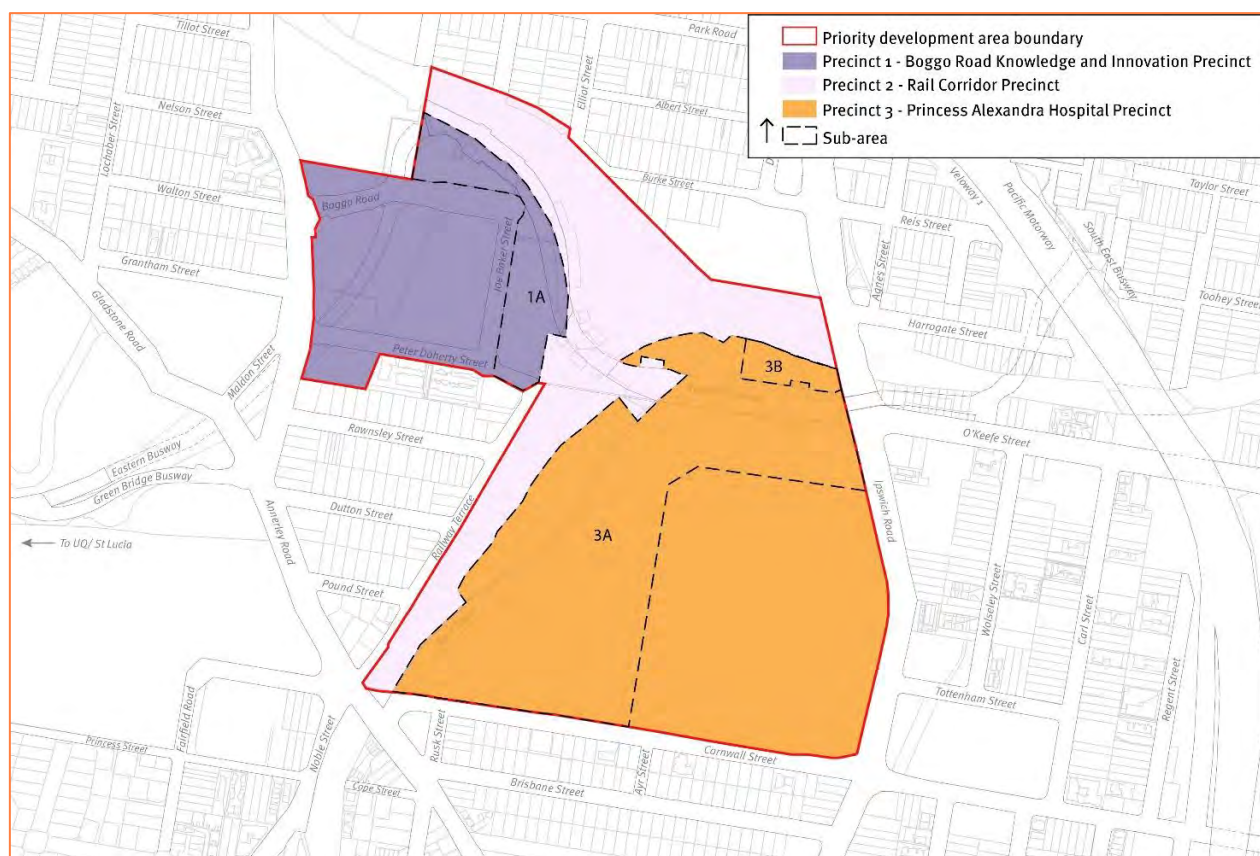 Priority development area boundary
Precinct 1 - Boggo Road Knowledge and Innovation Precinct
Precinct 2 - Rail Corridor Precinct
Precinct 3 - Princess Alexandra Hospital Precinct
Sub-area
Tillot Street
Park Road
Nelson Street
Lochaber Street
Elliot Street
Albert Street
Walton Street
Burke Street
Taylor Street
Veloway 1
Pacific Motorway
South East Busway
Boggo Road
Reis Street
Agnes Street
Toohey Street
Grantham Street
Joe Baker Street
1A
Harrogate Street
Gladstone Road
Peter Doherty Street
3B
Maldon Street
Rawnsley Street
O'Keefe Street
Eastern Busway
Green Bridge Busway
Annerley Road
Dutton Street
Railway Terrace
Ipswich Road
To UQ/ St Lucia
3A
Pound Street
Wolseley Street
Carl Street
Regent Street
Tottenham Street
Fairfield Road
Noble Street
Princess Street
Rusk Street
Cornwall Street
Ayr Street
Brisbane Street
Cope Street